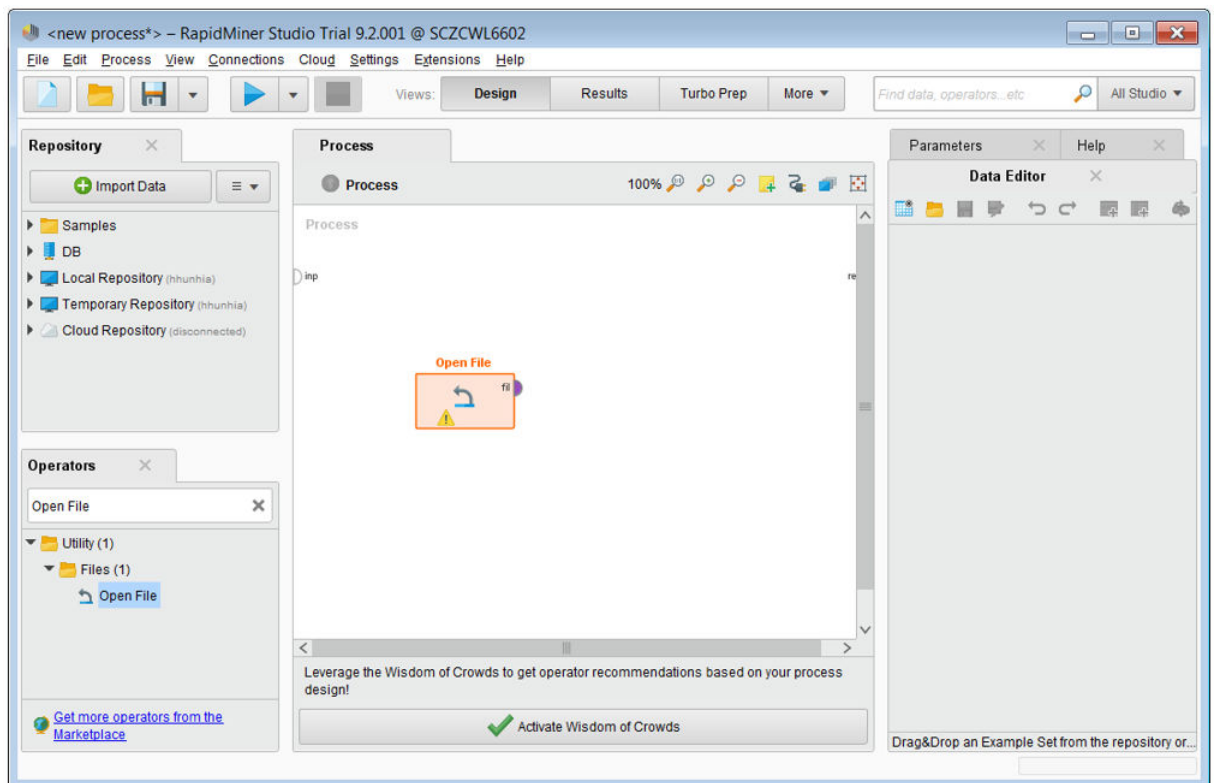 <new process*> – RapidMiner Studio Trial 9.2.001 @ SCZCWL6602
File Edit Process View Connections Cloud Settings Extensions Help
Views: Design Results Turbo Prep More Find data, operators...etc All Studio
Repository
Import Data
Samples
DB
Local Repository (hhunhia)
Temporary Repository (hhunhia)
Cloud Repository (disconnected)
Operators
Open File
Utility (1)
Files (1)
Open File
Get more operators from the
Marketplace
Process
Process
100%
Process
inp
re
Open File
fil
Leverage the Wisdom of Crowds to get operator recommendations based on your process
design!
Activate Wisdom of Crowds
Parameters Help
Data Editor
Drag&Drop an Example Set from the repository or...